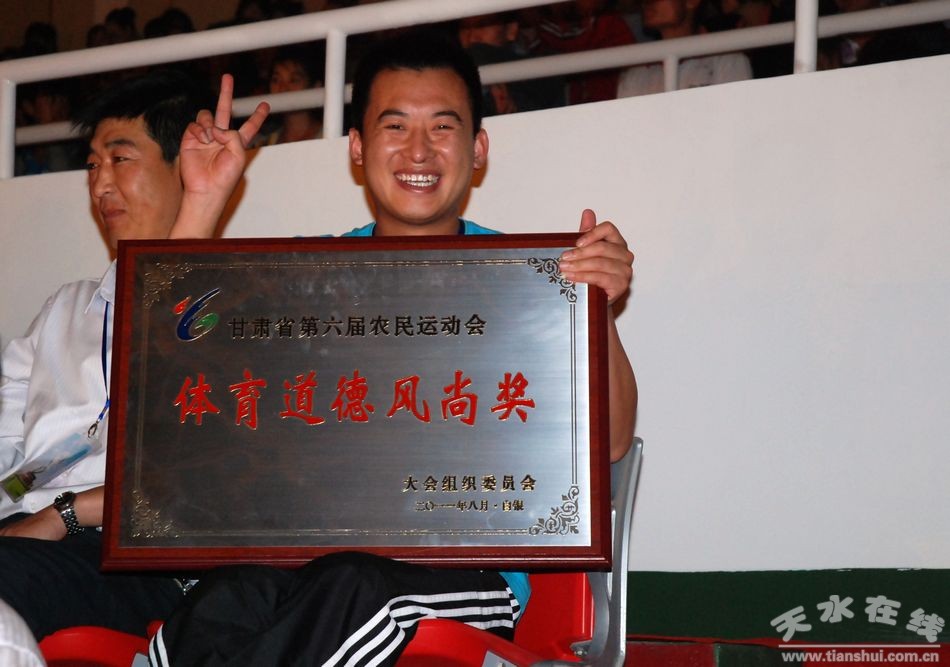 甘肃省第六届农民运动会
体育道德风尚奖
大会组织委员会
二〇一一年八月·白银
天水在线
www.tianshui.com.cn